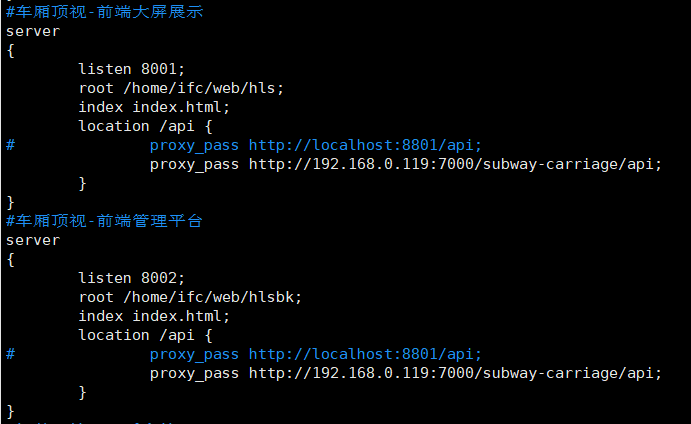 #车厢顶视-前端大屏展示
server
{
        listen 8001;
        root /home/ifc/web/hls;
        index index.html;
        location /api {
#               proxy_pass http://localhost:8801/api;
                proxy_pass http://192.168.0.119:7000/subway-carriage/api;
        }
}
#车厢顶视-前端管理平台
server
{
        listen 8002;
        root /home/ifc/web/hlsbk;
        index index.html;
        location /api {
#               proxy_pass http://localhost:8801/api;
                proxy_pass http://192.168.0.119:7000/subway-carriage/api;
        }
}